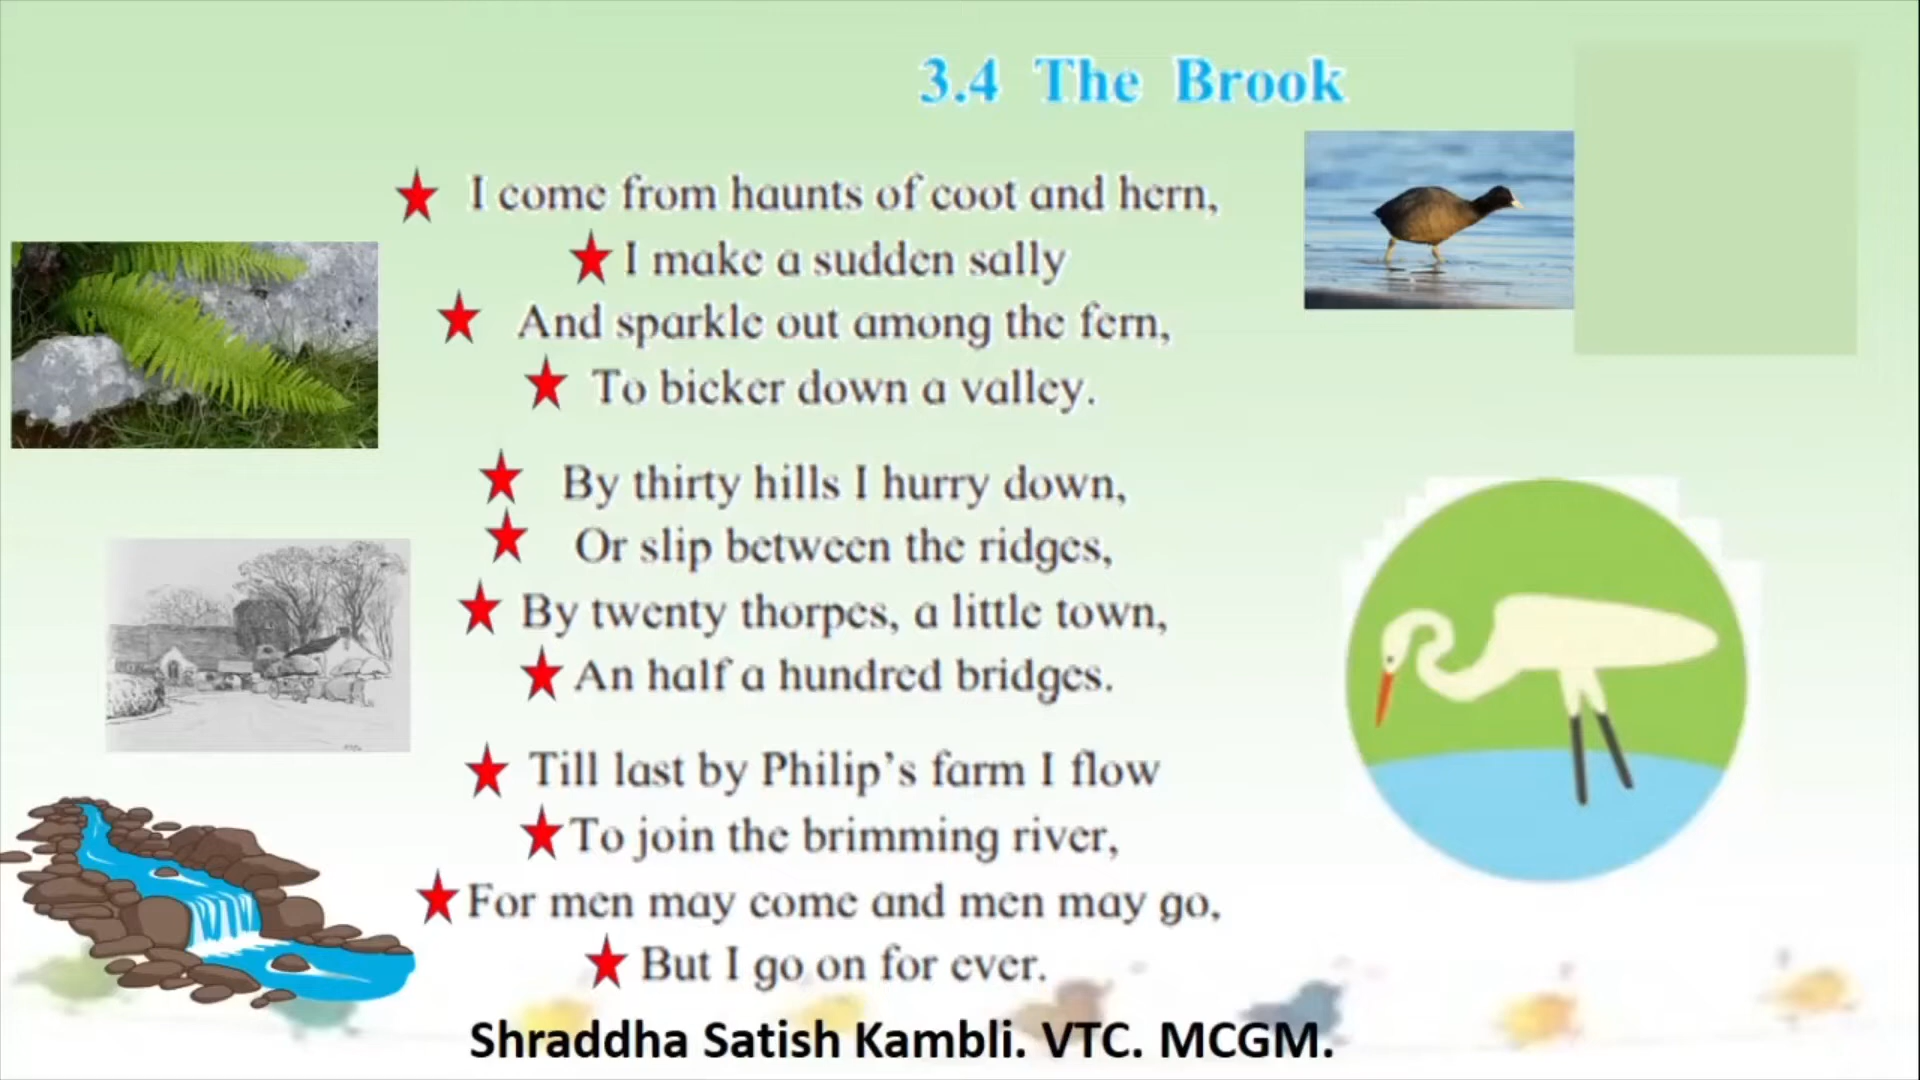 3.4 The Brook
I come from haunts of coot and hern,
I make a sudden sally
And sparkle out among the fern,
To bicker down a valley.
By thirty hills I hurry down,
Or slip between the ridges,
By twenty thorpes, a little town,
An half a hundred bridges.
Till last by Philip's farm I flow
To join the brimming river,
For men may come and men may go,
But I go on for ever.
Shraddha Satish Kambli. VTC. MCGM.